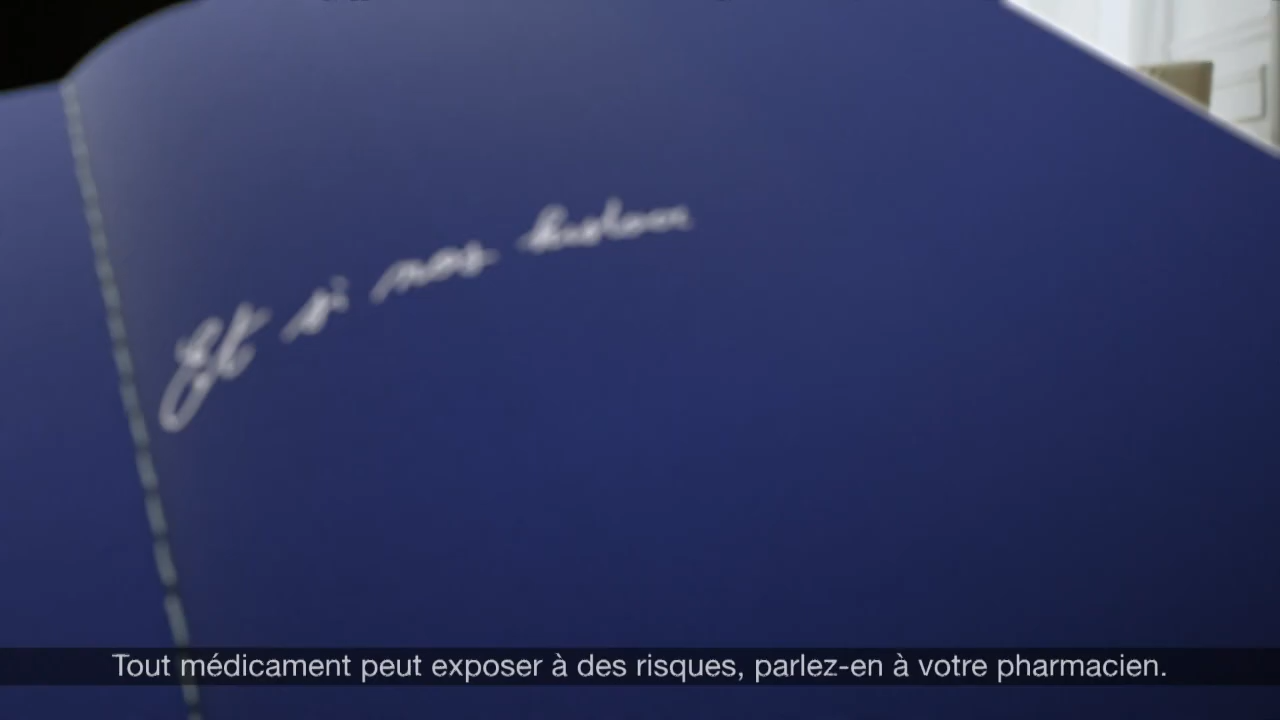 Et si nos
Tout médicament peut exposer à des risques, parlez-en à votre pharmacien.